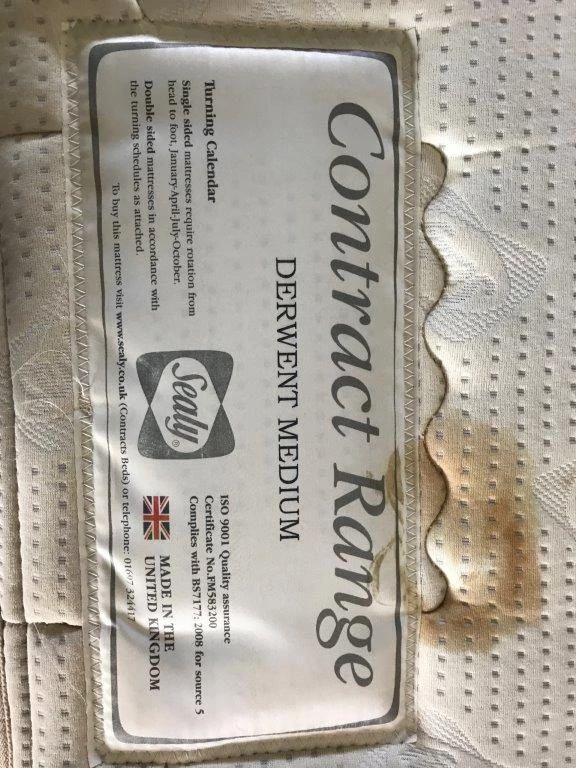 Contract Range
DERWENT MEDIUM
Turning Calendar
Single sided mattresses require rotation from
head to foot, January-April-July-October.
Double sided mattresses in accordance with
the turning schedules as attached.
Sealy®
ISO 9001 Quality assurance
Certificate No.FM583200
Complies with BS7177: 2008 for source 5
MADE IN THE
UNITED KINGDOM
To buy this mattress visit www.sealy.co.uk (Contracts Beds) or telephone: 01697 324417